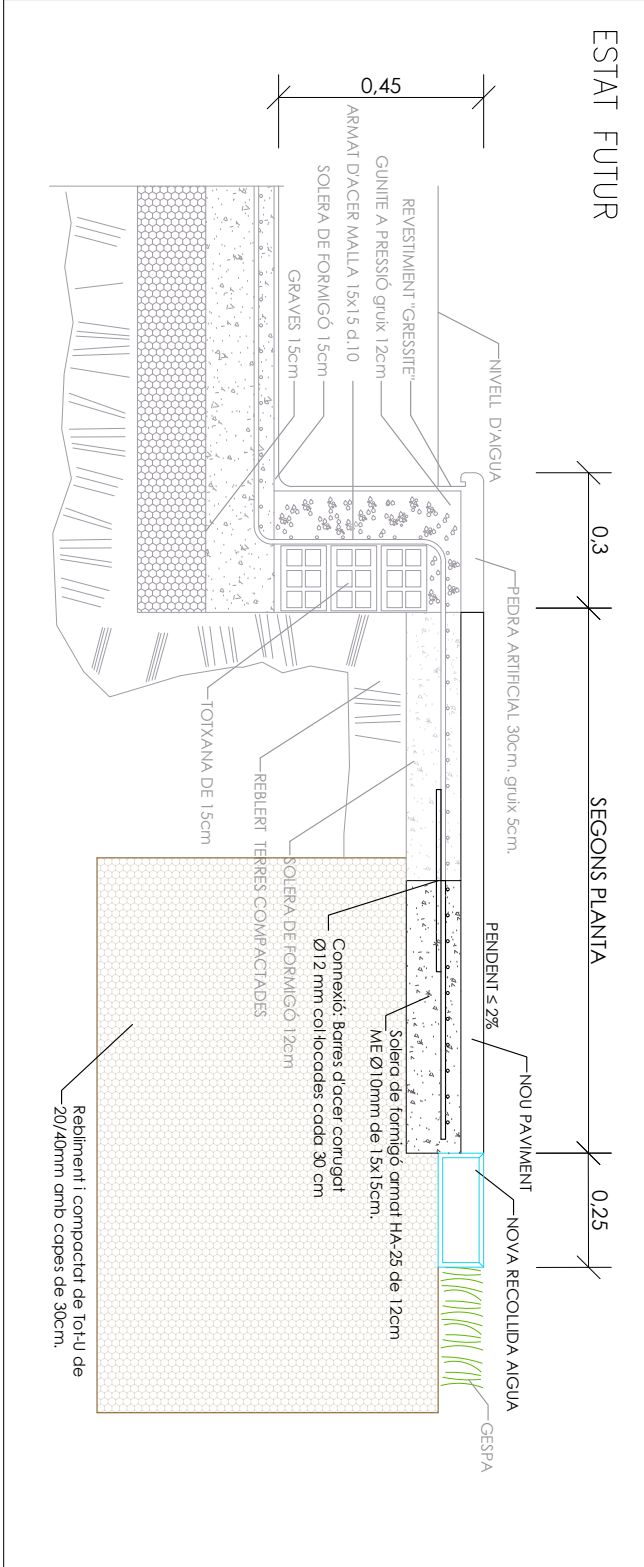 ESTAT FUTUR
0,45
0,3
SEGONS PLANTA
0,25
NIVELL D'AIGUA
PEDRA ARTIFICIAL 30cm. gruix 5cm.
PENDENT ≤ 2%
NOU PAVIMENT
NOVA RECOLLIDA AIGUA
GESPA
REVESTIMIENT "GRESSITE"
GUNITE A PRESSIÓ gruix 12cm
ARMAT D'ACER MALLA 15x15 d.10
SOLERA DE FORMIGÓ 15cm
GRAVES 15cm
TOTXANA DE 15cm
REBLERT TERRES COMPACTADES
SOLERA DE FORMIGÓ 12cm
Connexió: Barres d'acer corrugat
Ø12 mm col·locades cada 30 cm
Solera de formigó armat HA-25 de 12cm
ME Ø10mm de 15x15cm.
Rebliment i compactat de Tot-U de
20/40mm amb capes de 30cm.